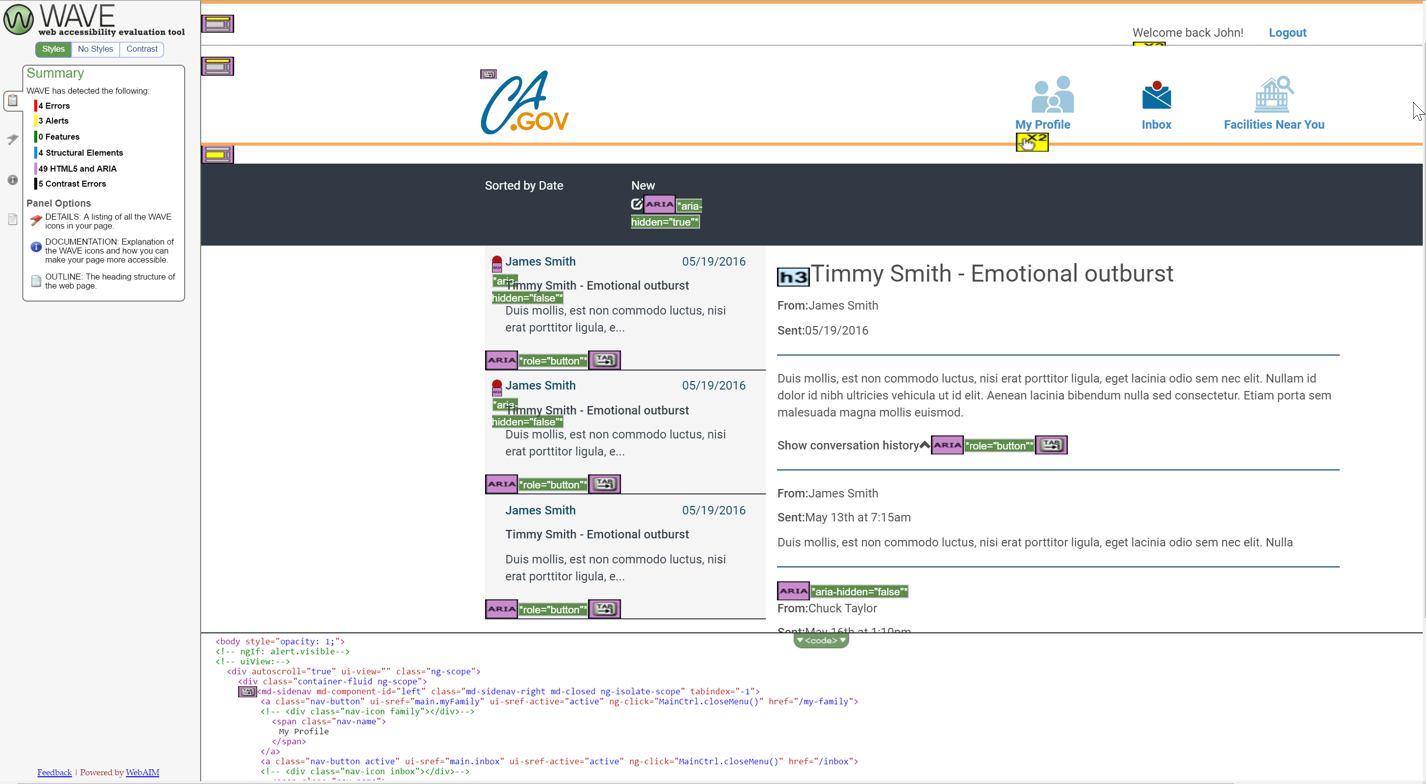 WAVE
web accessibility evaluation tool
Styles No Styles Contrast
Summary
WAVE has detected the following:
4 Errors
3 Alerts
0 Features
4 Structural Elements
49 HTML5 and ARIA
5 Contrast Errors
Panel Options
DETAILS: A listing of all the WAVE
icons in your page.
DOCUMENTATION: Explanation of
the WAVE icons and how you can
make your page more accessible.
OUTLINE: The heading structure of
the web page.
Feedback | Powered by WebAIM
Welcome back John! Logout
CA.GOV
My Profile Inbox Facilities Near You
X2
Sorted by Date New
ARIA *aria-
hidden="true"*
James Smith 05/19/2016
*aria-
Timmy Smith - Emotional outburst
hidden="false"*
Duis mollis, est non commodo luctus, nisi
erat porttitor ligula, e...
ARIA *role="button"* TAB
James Smith 05/19/2016
*aria-
Timmy Smith - Emotional outburst
hidden="false"*
Duis mollis, est non commodo luctus, nisi
erat porttitor ligula, e...
ARIA *role="button"* TAB
James Smith 05/19/2016
Timmy Smith - Emotional outburst
Duis mollis, est non commodo luctus, nisi
erat porttitor ligula, e...
ARIA *role="button"* TAB
h3 Timmy Smith - Emotional outburst
From:James Smith
Sent:05/19/2016
Duis mollis, est non commodo luctus, nisi erat porttitor ligula, eget lacinia odio sem nec elit. Nullam id
dolor id nibh ultricies vehicula ut id elit. Aenean lacinia bibendum nulla sed consectetur. Etiam porta sem
malesuada magna mollis euismod.
Show conversation history ARIA *role="button"* TAB
From:James Smith
Sent:May 13th at 7:15am
Duis mollis, est non commodo luctus, nisi erat porttitor ligula, eget lacinia odio sem nec elit. Nulla
ARIA *aria-hidden="false"*
From:Chuck Taylor
Sent:May 16th at 1:10pm
<code>
<body style="opacity: 1;">
<!-- ngIf: alert.visible-->
<!-- uiView:-->
<div autoscroll="true" ui-view="" class="ng-scope">
<div class="container-fluid ng-scope">
<md-sidenav md-component-id="left" class="md-sidenav-right md-closed ng-isolate-scope" tabindex="-1">
<a class="nav-button" ui-sref="main.myFamily" ui-sref-active="active" ng-click="MainCtrl.closeMenu()" href="/my-family">
<!-- <div class="nav-icon family"></div>-->
<span class="nav-name">
My Profile
</span>
</a>
<a class="nav-button active" ui-sref="main.inbox" ui-sref-active="active" ng-click="MainCtrl.closeMenu()" href="/inbox">
<!-- <div class="nav-icon inbox"></div>-->